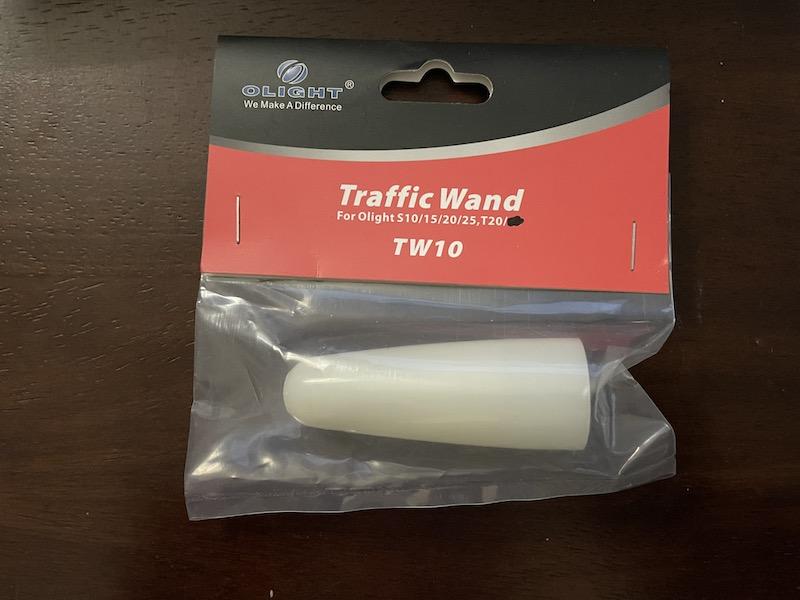 OLIGHT®
We Make A Difference
Traffic Wand
For Olight S10/15/20/25,T20/
TW10